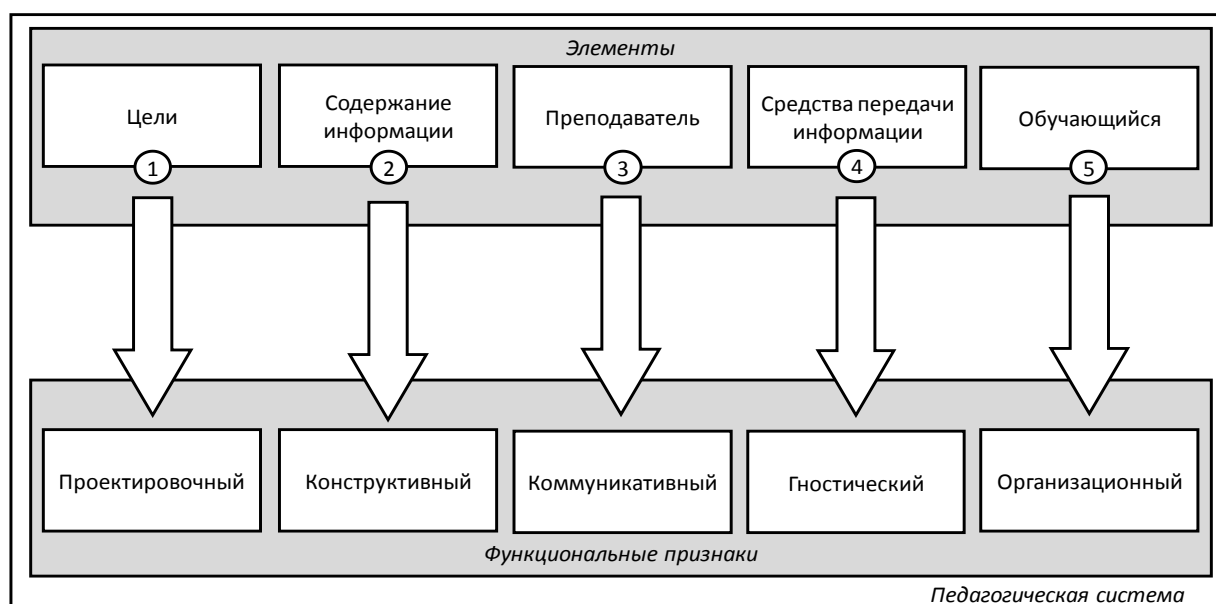 Элементы
Цели
Содержание
информации
Преподаватель
Средства передачи
информации
Обучающийся
1
2
3
4
5
Проектировочный
Конструктивный
Коммуникативный
Гностический
Организационный
Функциональные признаки
Педагогическая система